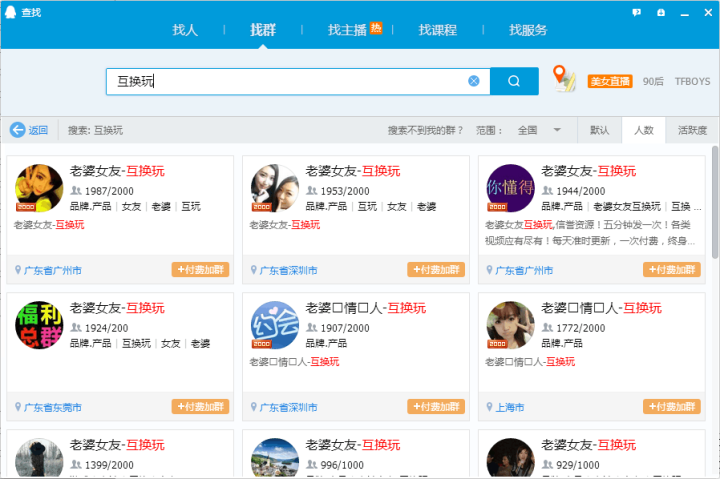 查找
找人 找群 找主播 热 找课程 找服务
互换玩
美女直播 90后 TFBOYS
返回 搜索: 互换玩 搜索不到我的群? 范围: 全国 默认 人数 活跃度
老婆女友-互换玩
1987/2000
品牌.产品 | 女友 | 老婆 | 互玩
2000
老婆女友-互换玩
广东省广州市
+付费加群
老婆女友-互换玩
1953/2000
品牌.产品 | 互玩 | 女友 | 老婆
2000
老婆女友-互换玩
广东省深圳市
+付费加群
你懂得
老婆女友-互换玩
1944/2000
品牌.产品 | 老婆女友互换玩 | 互换 ...
2000
老婆女友互换玩,信誉资源！五分钟发一次！各类
视频应有尽有！每天准时更新，一次付费，终身...
广东省广州市
+付费加群
福利
总群
老婆女友-互换玩
1924/200
品牌.产品 | 互换玩 | 女友 | 老婆
广东省东莞市
+付费加群
约会
老婆□情□人-互换玩
1907/2000
品牌.产品
2000
老婆□情□人-互换玩
广东省深圳市
+付费加群
老婆□情□人-互换玩
1772/2000
品牌.产品
2000
老婆□情□人-互换玩
上海市
+付费加群
老婆女友-互换玩
1399/2000
老婆女友-互换玩
996/1000
老婆女友-互换玩
929/1000